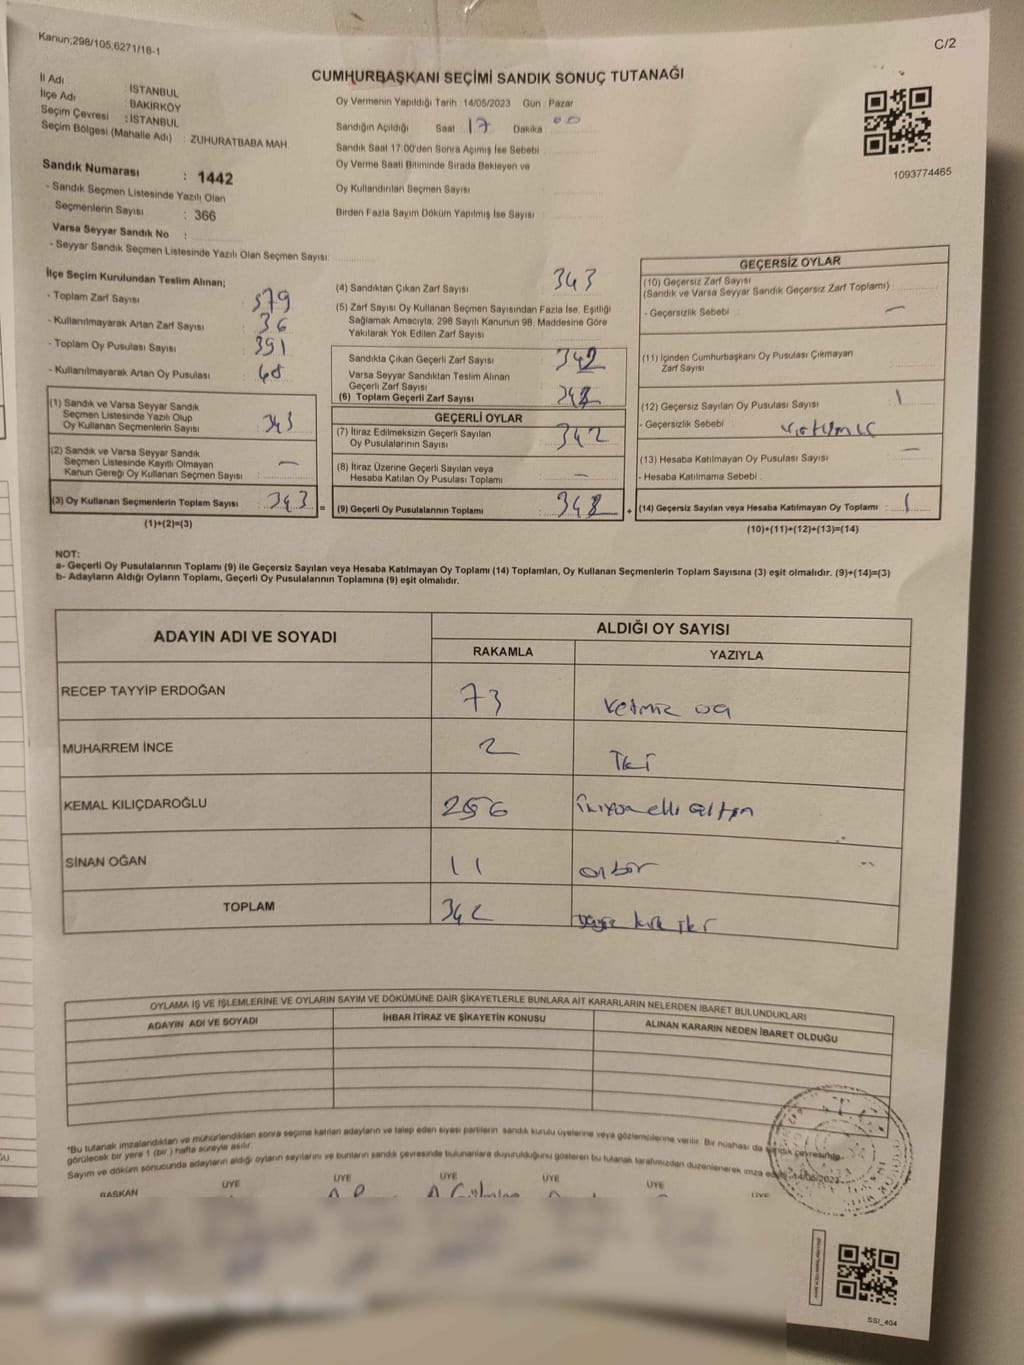 Kanun,298/105,6271/18-1
C/2
CUMHURBAŞKANI SEÇİMİ SANDIK SONUÇ TUTANAĞI
İl Adı : İSTANBUL
İlçe Adı : BAKIRKÖY
Seçim Çevresi : İSTANBUL
Seçim Bölgesi (Mahalle Adı) : ZUHURATBABA MAH.
Sandık Numarası : 1442
- Sandık Seçmen Listesinde Yazılı Olan
Seçmenlerin Sayısı : 366
Varsa Seyyar Sandık No :
- Seyyar Sandık Seçmen Listesinde Yazılı Olan Seçmen Sayısı:
Oy Vermenin Yapıldığı Tarih :14/05/2023 Gün : Pazar
Sandığın Açıldığı Saat : 17 Dakika : 00
Sandık Saat 17:00'den Sonra Açımış İse Sebebi
Oy Verme Saati Bitiminde Sırada Bekleyen ve
Oy Kullandırılan Seçmen Sayısı
Birden Fazla Sayım Döküm Yapılmış İse Sayısı
1093774465
İlçe Seçim Kurulundan Teslim Alınan;
- Toplam Zarf Sayısı : 379
- Kullanılmayarak Artan Zarf Sayısı : 36
- Toplam Oy Pusulası Sayısı : 391
- Kullanılmayarak Artan Oy Pusulası : 48
(1) Sandık ve Varsa Seyyar Sandık
Seçmen Listesinde Yazılı Olup
Oy Kullanan Seçmenlerin Sayısı : 343
(2) Sandık ve Varsa Seyyar Sandık
Seçmen Listesinde Kayıtlı Olmayan
Kanun Gereği Oy Kullanan Seçmen Sayısı : —
(3) Oy Kullanan Seçmenlerin Toplam Sayısı : 343 =
(1)+(2)=(3)
(4) Sandıktan Çıkan Zarf Sayısı : 343
(5) Zarf Sayısı Oy Kullanan Seçmen Sayısından Fazla İse, Eşitliği
Sağlamak Amacıyla; 298 Sayılı Kanunun 98. Maddesine Göre
Yakılarak Yok Edilen Zarf Sayısı
Sandıkta Çıkan Geçerli Zarf Sayısı : 342
Varsa Seyyar Sandıktan Teslim Alınan
Geçerli Zarf Sayısı
(6) Toplam Geçerli Zarf Sayısı : 342
GEÇERLİ OYLAR
(7) İtiraz Edilmeksizin Geçerli Sayılan
Oy Pusulalarının Sayısı : 342
(8) İtiraz Üzerine Geçerli Sayılan veya
Hesaba Katılan Oy Pusulası Toplamı : —
(9) Geçerli Oy Pusulalarının Toplamı : 342 +
GEÇERSİZ OYLAR
(10) Geçersiz Zarf Sayısı
(Sandık ve Varsa Seyyar Sandık Geçersiz Zarf Toplamı) :
- Geçersizlik Sebebi : —
(11) İçinden Cumhurbaşkanı Oy Pusulası Çıkmayan
Zarf Sayısı
(12) Geçersiz Sayılan Oy Pusulası Sayısı : 1
- Geçersizlik Sebebi :
(13) Hesaba Katılmayan Oy Pusulası Sayısı : —
- Hesaba Katılmama Sebebi :
(14) Geçersiz Sayılan veya Hesaba Katılmayan Oy Toplamı : 1
(10)+(11)+(12)+(13)=(14)
NOT:
a- Geçerli Oy Pusulalarının Toplamı (9) ile Geçersiz Sayılan veya Hesaba Katılmayan Oy Toplamı (14) Toplamları, Oy Kullanan Seçmenlerin Toplam Sayısına (3) eşit olmalıdır. (9)+(14)=(3)
b- Adayların Aldığı Oyların Toplamı, Geçerli Oy Pusulalarının Toplamına (9) eşit olmalıdır.
ADAYIN ADI VE SOYADI
ALDIĞI OY SAYISI
RAKAMLA YAZIYLA
RECEP TAYYİP ERDOĞAN 73 Yetmiş üç
MUHARREM İNCE 2 İki
KEMAL KILIÇDAROĞLU 256 ikiyüzelli altın
SİNAN OĞAN 11 onbir
TOPLAM 342 kırk iki
OYLAMA İŞ VE İŞLEMLERİNE VE OYLARIN SAYIM VE DÖKÜMÜNE DAİR ŞİKAYETLERLE BUNLARA AİT KARARLARIN NELERDEN İBARET BULUNDUKLARI
ADAYIN ADI VE SOYADI İHBAR İTİRAZ VE ŞİKAYETİN KONUSU ALINAN KARARIN NEDEN İBARET OLDUĞU
"Bu tutanak imzalandıktan ve mühürlendikten sonra seçime katılan adayların ve talep eden siyasi partilerin sandık kurulu üyelerine veya gözlemcilerine verilir. Bir nüshası da sandık çevresinde
görülecek bir yere 1 (bir) hafta süreyle asılır.
Sayım ve döküm sonucunda adayların aldığı oyların sayılarını ve bunların sandık çevresinde bulunanlara duyurulduğunu gösteren bu tutanak tarafımızdan düzenlenerek imza edildi. 14/05/2023
BAŞKAN ÜYE ÜYE ÜYE ÜYE ÜYE ÜYE
SSİ_404